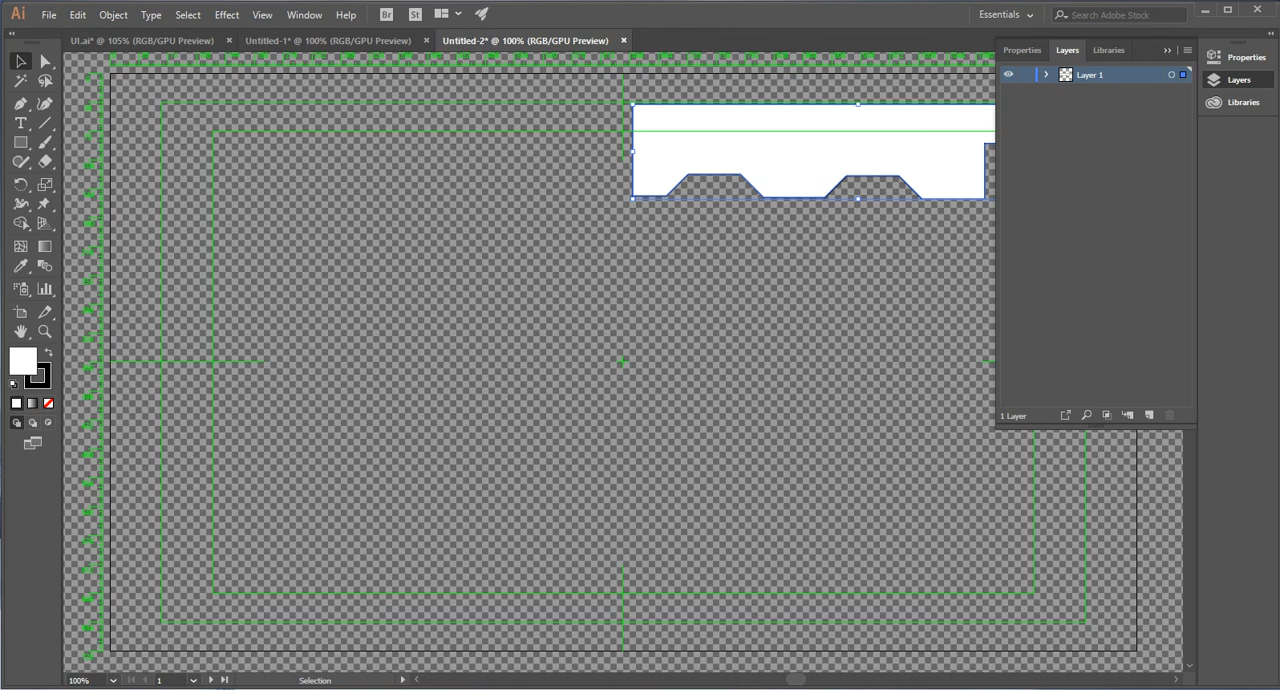 Ai File Edit Object Type Select Effect View Window Help Br St Essentials Search Adobe Stock
UI.ai* @ 105% (RGB/GPU Preview) Untitled-1* @ 100% (RGB/GPU Preview) Untitled-2* @ 100% (RGB/GPU Preview)
Properties Layers Libraries
Layer 1
Properties
Layers
Libraries
1 Layer
100% 1 Selection